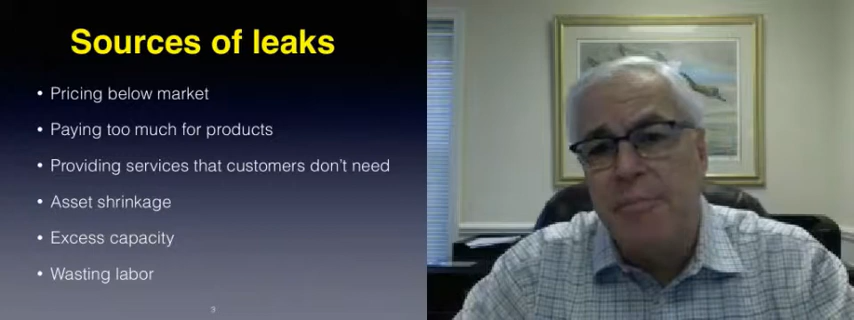 Sources of leaks
• Pricing below market
• Paying too much for products
• Providing services that customers don't need
• Asset shrinkage
• Excess capacity
• Wasting labor
3